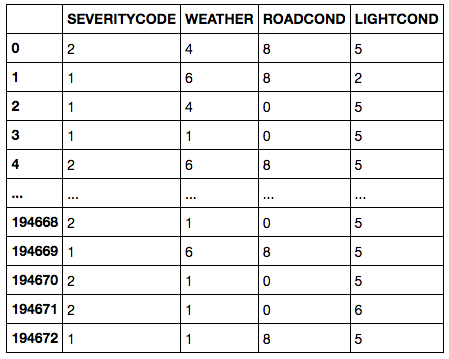 SEVERITYCODE WEATHER ROADCOND LIGHTCOND
0 2 4 8 5
1 1 6 8 2
2 1 4 0 5
3 1 1 0 5
4 2 6 8 5
... ... ... ... ...
194668 2 1 0 5
194669 1 6 8 5
194670 2 1 0 5
194671 2 1 0 6
194672 1 1 8 5